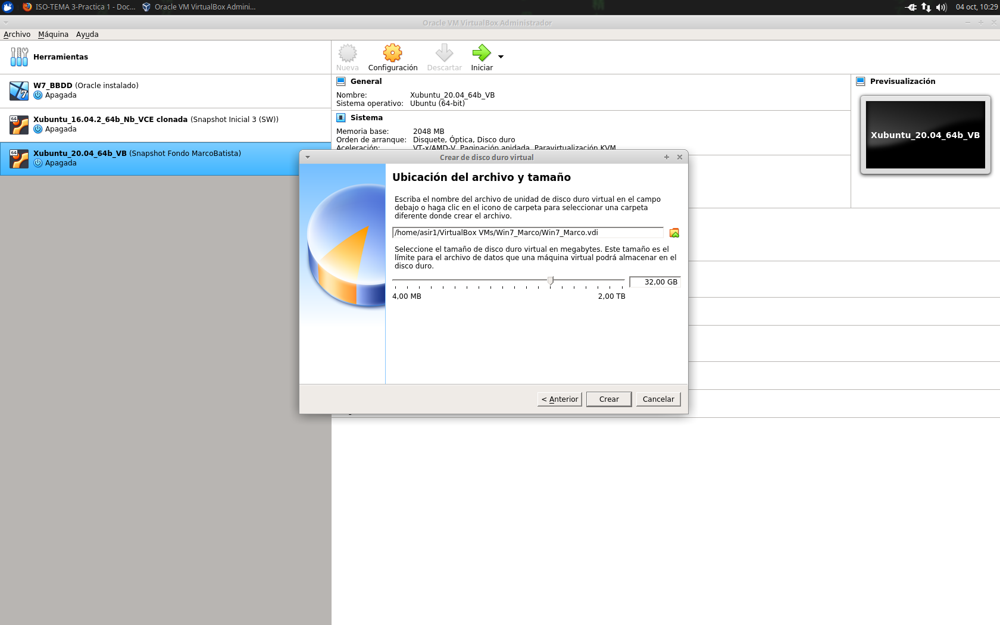 ISO-TEMA 3-Practica 1 - Doc...
Oracle VM VirtualBox Admini...
04 oct, 10:29
Oracle VM VirtualBox Administrador
Archivo Máquina Ayuda
Herramientas
Nueva Configuración Descartar Iniciar
W7_BBDD (Oracle instalado)
Apagada
64
Xubuntu_16.04.2_64b_Nb_VCE clonada (Snapshot Inicial 3 (SW))
Apagada
64
Xubuntu_20.04_64b_VB (Snapshot Fondo MarcoBatista)
Apagada
General
Nombre: Xubuntu_20.04_64b_VB
Sistema operativo: Ubuntu (64-bit)
Sistema
Memoria base: 2048 MB
Orden de arranque: Disquete, Óptica, Disco duro
Aceleración: VT-x/AMD-V, Paginación anidada, Paravirtualización KVM
Previsualización
Xubuntu_20.04_64b_VB
Crear de disco duro virtual
Ubicación del archivo y tamaño
Escriba el nombre del archivo de unidad de disco duro virtual en el campo
debajo o haga clic en el icono de carpeta para seleccionar una carpeta
diferente donde crear el archivo.
/home/asir1/VirtualBox VMs/Win7_Marco/Win7_Marco.vdi
Seleccione el tamaño de disco duro virtual en megabytes. Este tamaño es el
límite para el archivo de datos que una máquina virtual podrá almacenar en el
disco duro.
32,00 GB
4,00 MB 2,00 TB
< Anterior Crear Cancelar